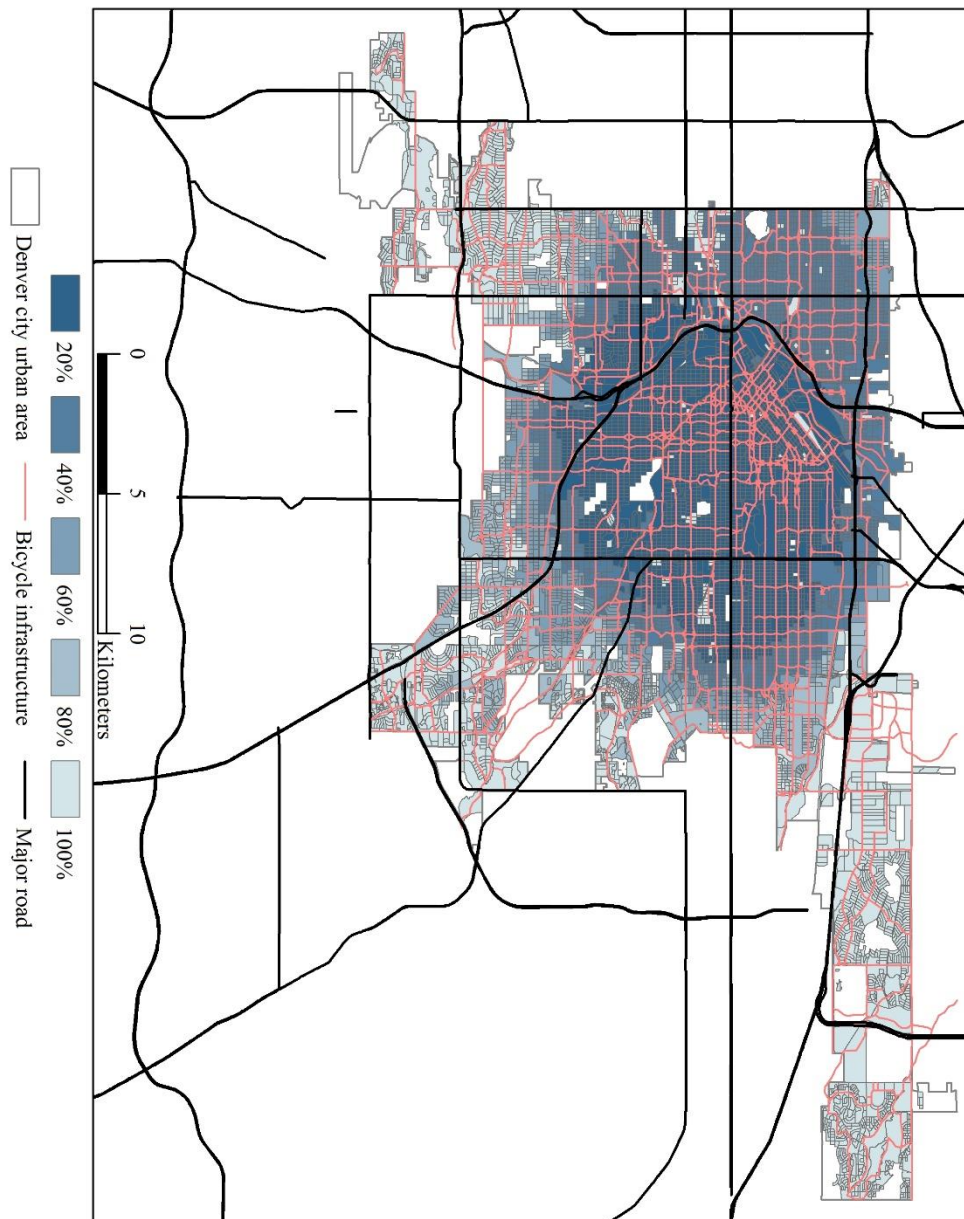 0 5 10
Kilometers
20% 40% 60% 80% 100%
Denver city urban area Bicycle infrastructure Major road